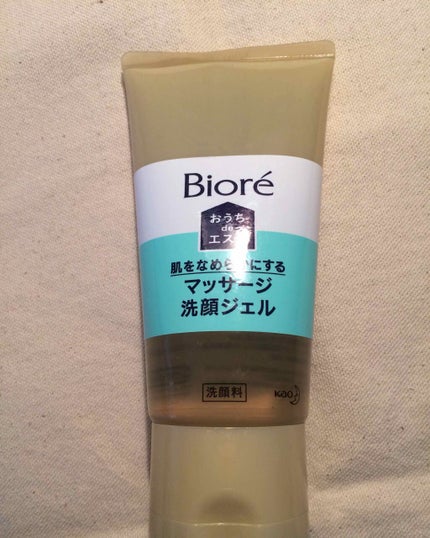 Bioré
おうち
de
エステ
肌をなめらかにする
マッサージ
洗顔ジェル
洗顔料
Kao